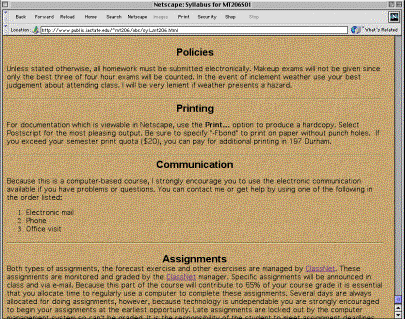 Netscape: Syllabus for MT206S01
Back Forward Reload Home Search Netscape Images Print Security Shop Stop
Location: http://www.public.iastate.edu/~mt206/abc/syl.mt206.html What's Related
Policies
Unless stated otherwise, all homework must be submitted electronically. Makeup exams will not be given since
only the best three of four hour exams will be counted. In the event of inclement weather use your best
judgement about attending class. I will be very lenient if weather presents a hazard.
Printing
For documentation which is viewable in Netscape, use the Print... option to produce a hardcopy. Select
Postscript for the most pleasing output. Be sure to specify "-Fbond" to print on paper without punch holes. If
you exceed your semester print quota ($20), you can pay for additional printing in 197 Durham.
Communication
Because this is a computer-based course, I strongly encourage you to use the electronic communication
available if you have problems or questions. You can contact me or get help by using one of the following in
the order listed:
1. Electronic mail
2. Phone
3. Office visit
Assignments
Both types of assignments, the forecast exercise and other exercises are managed by ClassNet. These
assignments are monitored and graded by the ClassNet manager. Specific assignments will be announced in
class and via e-mail. Because this part of the course will contribute to 65% of your course grade it is essential
that you allocate time to regularly use a computer to complete these assignments. Several days are always
allocated for doing assignments, however, because technology is undependable you are strongly encouraged
to begin your assignments at the earliest opportunity. Late assignments are locked out by the computer